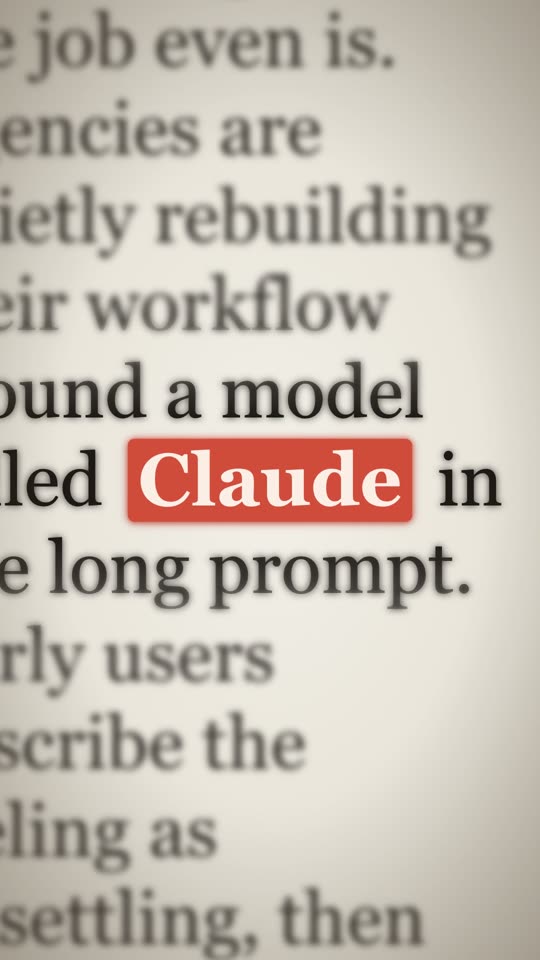 e job even is.
encies are
ietly rebuilding
eir workflow
ound a model
lled Claude in
e long prompt.
rly users
scribe the
eling as
settling, then